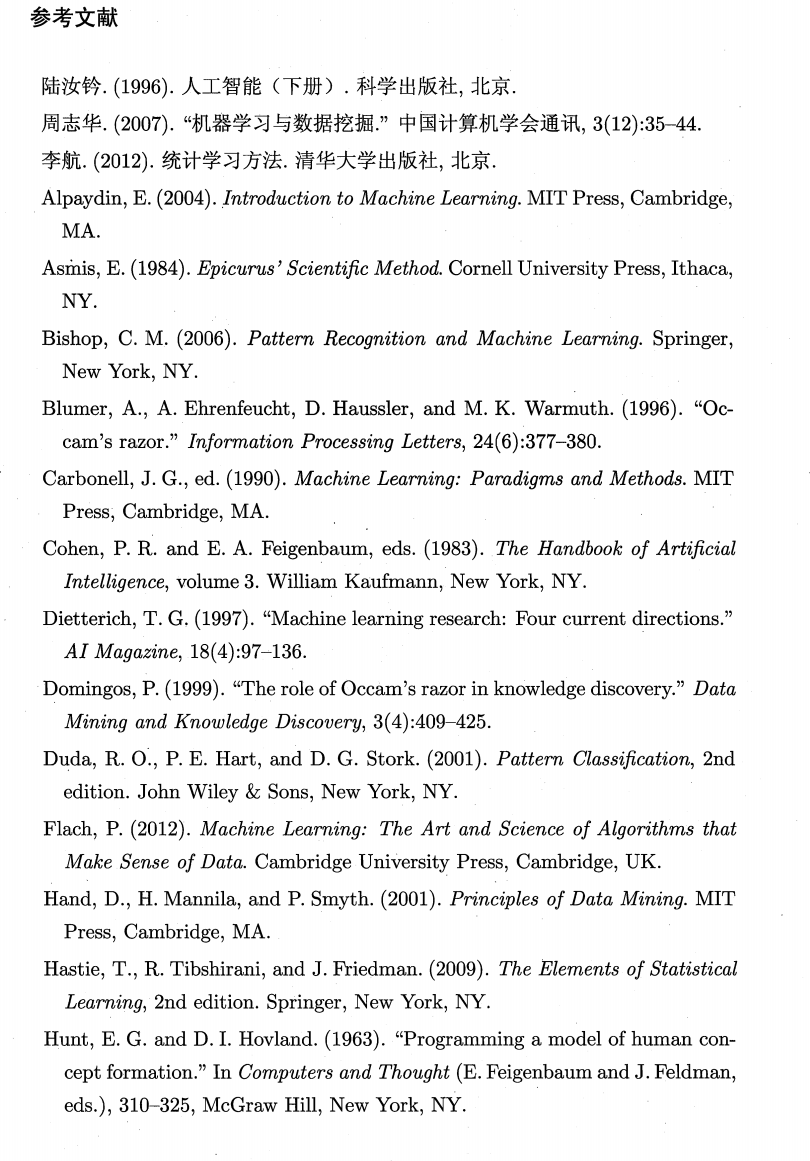 参考文献
陆汝钤. (1996). 人工智能（下册）. 科学出版社, 北京.
周志华. (2007). “机器学习与数据挖掘.” 中国计算机学会通讯, 3(12):35–44.
李航. (2012). 统计学习方法. 清华大学出版社, 北京.
Alpaydin, E. (2004). Introduction to Machine Learning. MIT Press, Cambridge,
MA.
Asmis, E. (1984). Epicurus’ Scientific Method. Cornell University Press, Ithaca,
NY.
Bishop, C. M. (2006). Pattern Recognition and Machine Learning. Springer,
New York, NY.
Blumer, A., A. Ehrenfeucht, D. Haussler, and M. K. Warmuth. (1996). “Oc-
cam’s razor.” Information Processing Letters, 24(6):377–380.
Carbonell, J. G., ed. (1990). Machine Learning: Paradigms and Methods. MIT
Press, Cambridge, MA.
Cohen, P. R. and E. A. Feigenbaum, eds. (1983). The Handbook of Artificial
Intelligence, volume 3. William Kaufmann, New York, NY.
Dietterich, T. G. (1997). “Machine learning research: Four current directions.”
AI Magazine, 18(4):97–136.
Domingos, P. (1999). “The role of Occam’s razor in knowledge discovery.” Data
Mining and Knowledge Discovery, 3(4):409–425.
Duda, R. O., P. E. Hart, and D. G. Stork. (2001). Pattern Classification, 2nd
edition. John Wiley & Sons, New York, NY.
Flach, P. (2012). Machine Learning: The Art and Science of Algorithms that
Make Sense of Data. Cambridge University Press, Cambridge, UK.
Hand, D., H. Mannila, and P. Smyth. (2001). Principles of Data Mining. MIT
Press, Cambridge, MA.
Hastie, T., R. Tibshirani, and J. Friedman. (2009). The Elements of Statistical
Learning, 2nd edition. Springer, New York, NY.
Hunt, E. G. and D. I. Hovland. (1963). “Programming a model of human con-
cept formation.” In Computers and Thought (E. Feigenbaum and J. Feldman,
eds.), 310–325, McGraw Hill, New York, NY.